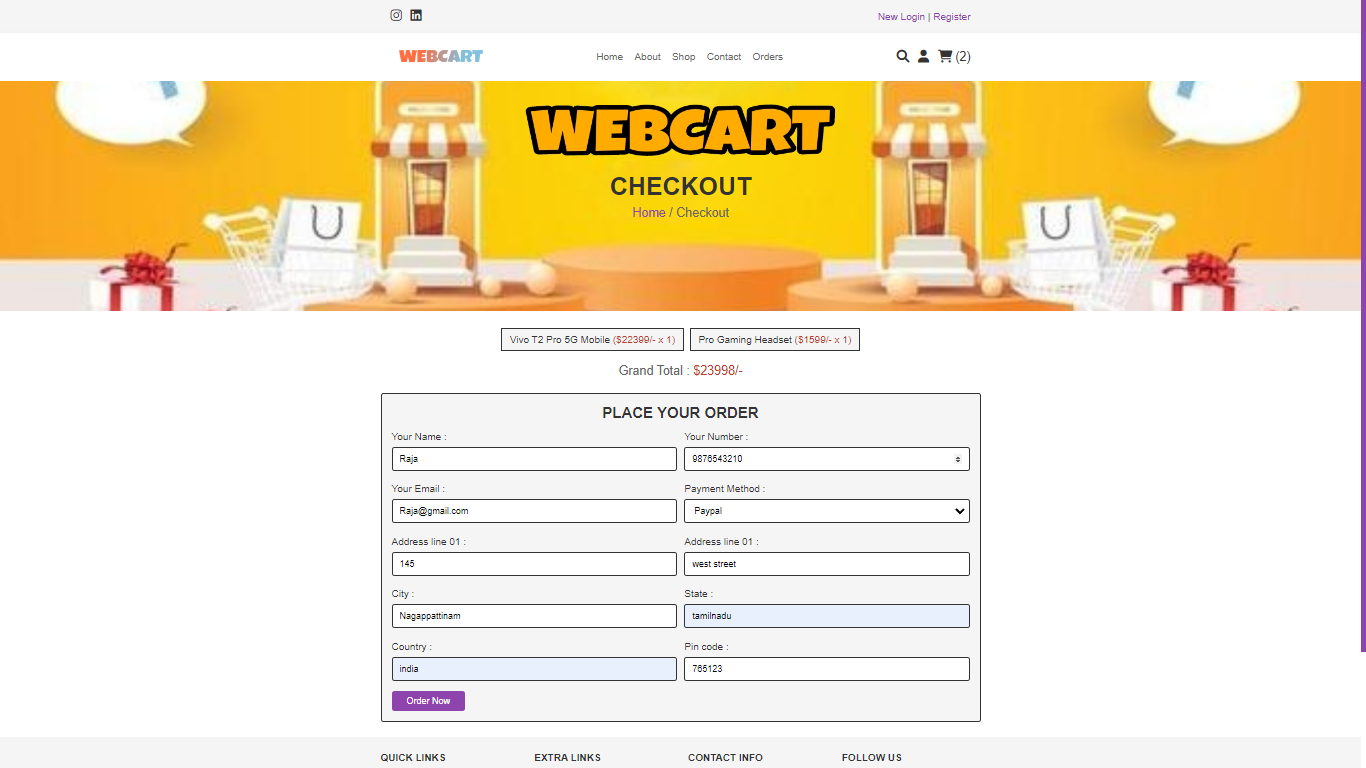 New Login | Register
WEBCART
Home About Shop Contact Orders
(2)
WEBCART
CHECKOUT
Home / Checkout
Vivo T2 Pro 5G Mobile ($22399/- x 1) Pro Gaming Headset ($1599/- x 1)
Grand Total : $23998/-
PLACE YOUR ORDER
Your Name : Your Number :
Raja 9876543210
Your Email : Payment Method :
Raja@gmail.com Paypal
Address line 01 : Address line 01 :
145 west street
City : State :
Nagappattinam tamilnadu
Country : Pin code :
india 765123
Order Now
QUICK LINKS EXTRA LINKS CONTACT INFO FOLLOW US